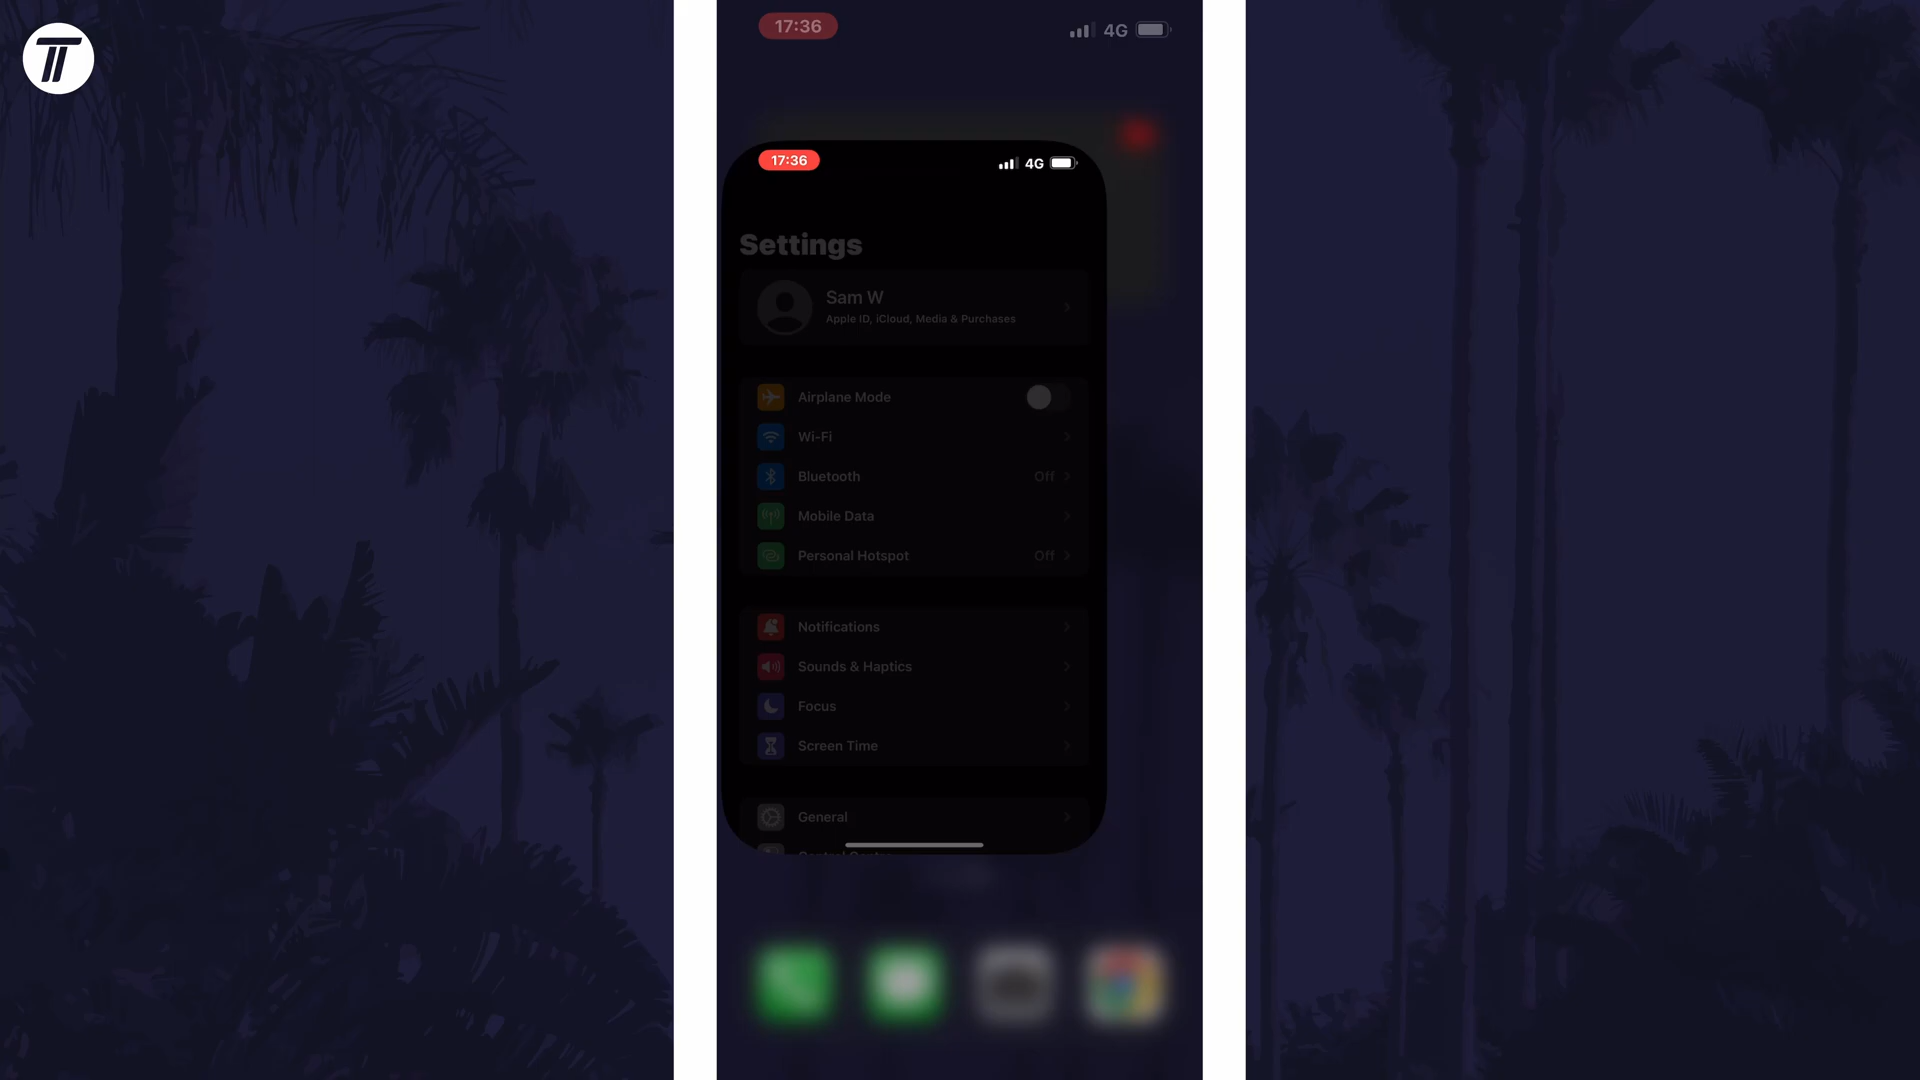 17:36 4G
17:36 4G
Settings
Sam W
Apple ID, iCloud, Media & Purchases
Airplane Mode
Wi-Fi
Bluetooth Off
Mobile Data
Personal Hotspot Off
Notifications
Sounds & Haptics
Focus
Screen Time
General